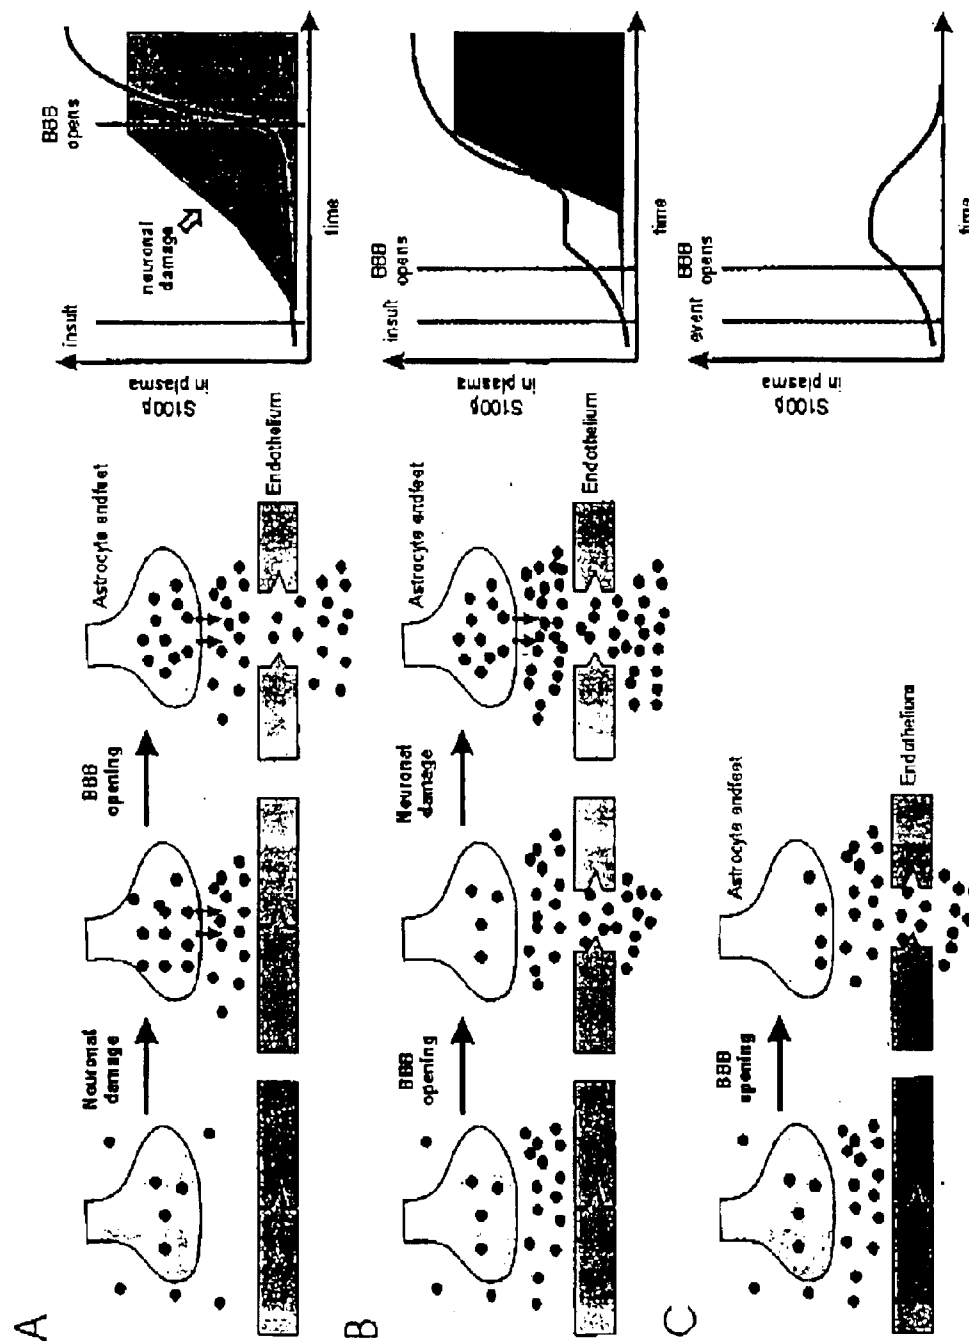 A
Neuronal
damage
BBB
opening
Astrocyte endfeet
Endothelium
S100β
in plasma
insult
neuronal
damage
BBB
opens
time
B
BBB
opening
Neuronal
damage
Astrocyte endfeet
Endothelium
S100β
in plasma
insult
BBB
opens
time
C
BBB
opening
Astrocyte endfeet
Endothelium
S100β
in plasma
event
BBB
opens
time